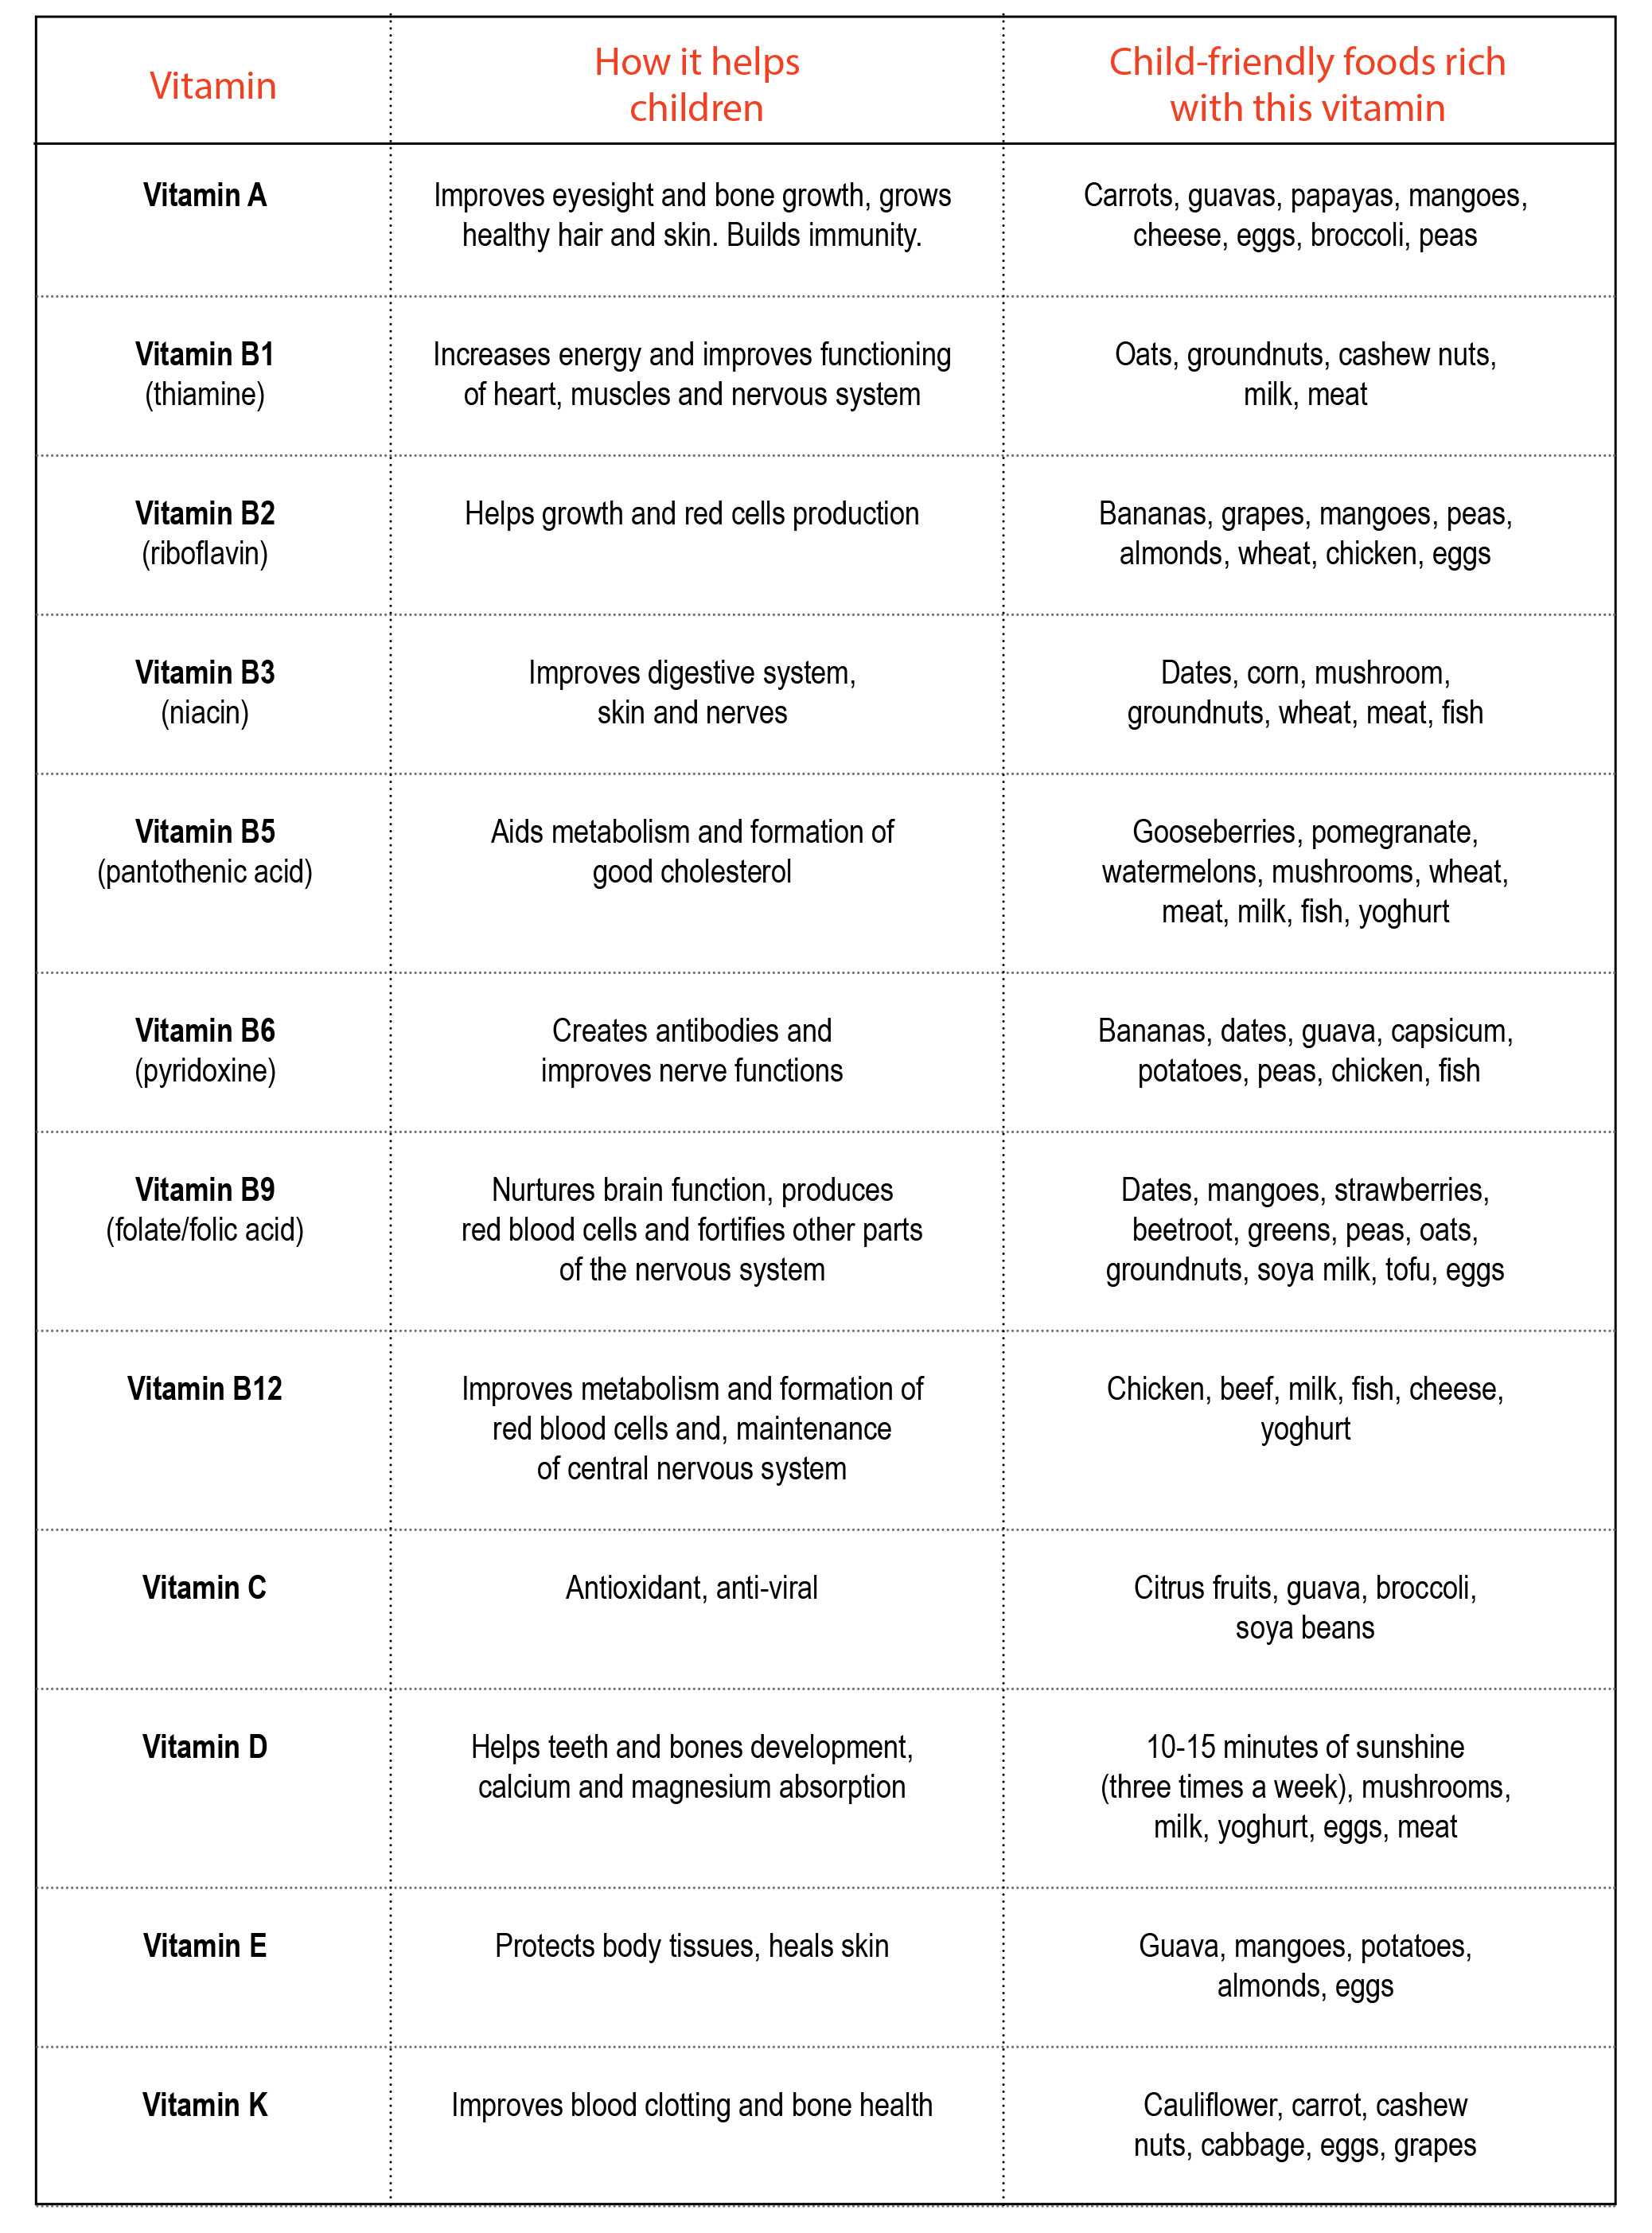 Vitamin
How it helps
children
Child-friendly foods rich
with this vitamin
Vitamin A
Improves eyesight and bone growth, grows
healthy hair and skin. Builds immunity.
Carrots, guavas, papayas, mangoes,
cheese, eggs, broccoli, peas
Vitamin B1
(thiamine)
Increases energy and improves functioning
of heart, muscles and nervous system
Oats, groundnuts, cashew nuts,
milk, meat
Vitamin B2
(riboflavin)
Helps growth and red cells production
Bananas, grapes, mangoes, peas,
almonds, wheat, chicken, eggs
Vitamin B3
(niacin)
Improves digestive system,
skin and nerves
Dates, corn, mushroom,
groundnuts, wheat, meat, fish
Vitamin B5
(pantothenic acid)
Aids metabolism and formation of
good cholesterol
Gooseberries, pomegranate,
watermelons, mushrooms, wheat,
meat, milk, fish, yoghurt
Vitamin B6
(pyridoxine)
Creates antibodies and
improves nerve functions
Bananas, dates, guava, capsicum,
potatoes, peas, chicken, fish
Vitamin B9
(folate/folic acid)
Nurtures brain function, produces
red blood cells and fortifies other parts
of the nervous system
Dates, mangoes, strawberries,
beetroot, greens, peas, oats,
groundnuts, soya milk, tofu, eggs
Vitamin B12
Improves metabolism and formation of
red blood cells and, maintenance
of central nervous system
Chicken, beef, milk, fish, cheese,
yoghurt
Vitamin C
Antioxidant, anti-viral
Citrus fruits, guava, broccoli,
soya beans
Vitamin D
Helps teeth and bones development,
calcium and magnesium absorption
10-15 minutes of sunshine
(three times a week), mushrooms,
milk, yoghurt, eggs, meat
Vitamin E
Protects body tissues, heals skin
Guava, mangoes, potatoes,
almonds, eggs
Vitamin K
Improves blood clotting and bone health
Cauliflower, carrot, cashew
nuts, cabbage, eggs, grapes